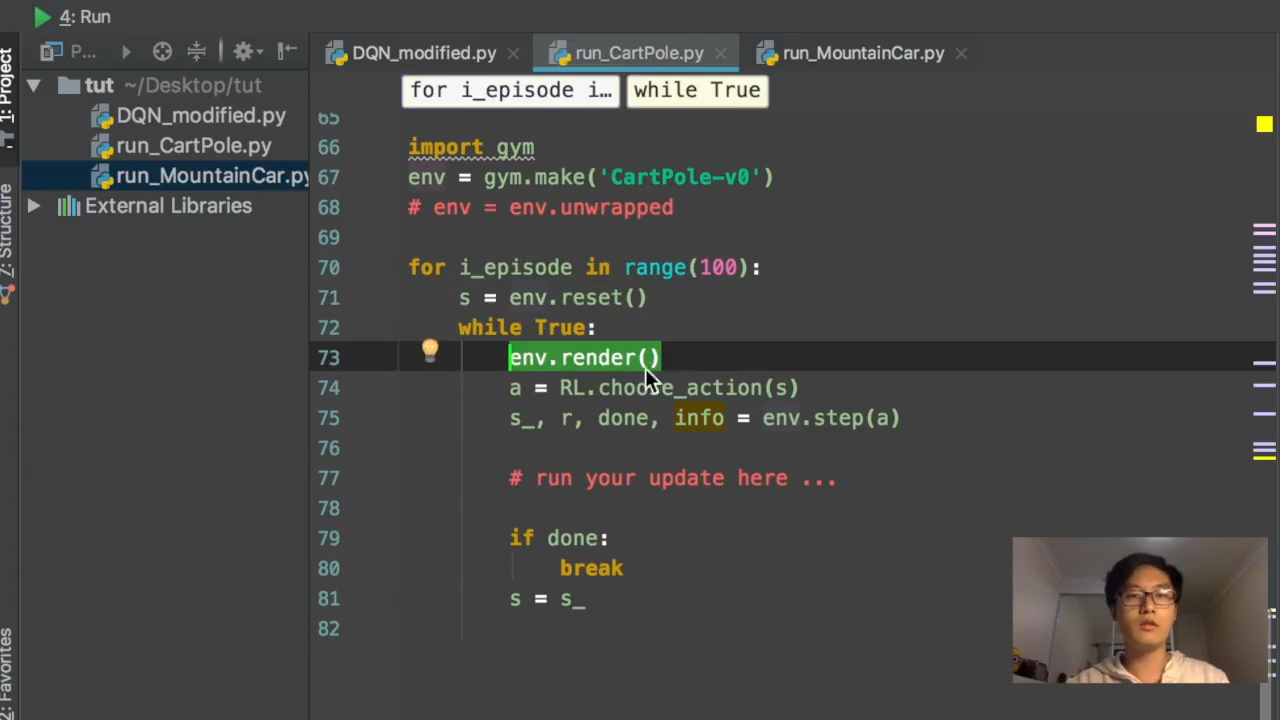 4: Run
P...
DQN_modified.py
run_CartPole.py
run_MountainCar.py
1: Project
7: Structure
2: Favorites
tut ~/Desktop/tut
DQN_modified.py
run_CartPole.py
run_MountainCar.py
External Libraries
for i_episode i…
while True
65
66 import gym
67 env = gym.make('CartPole-v0')
68 # env = env.unwrapped
69
70 for i_episode in range(100):
71 s = env.reset()
72 while True:
73 env.render()
74 a = RL.choose_action(s)
75 s_, r, done, info = env.step(a)
76
77 # run your update here ...
78
79 if done:
80 break
81 s = s_
82